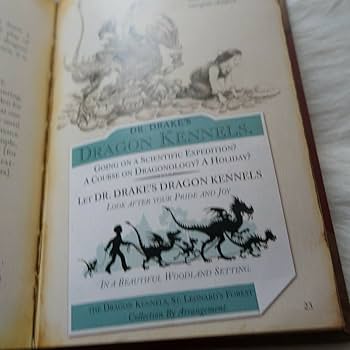 DR. DRAKE'S
DRAGON KENNELS.
GOING ON A SCIENTIFIC EXPEDITION?
A COURSE ON DRAGONOLOGY? A HOLIDAY?
LET DR. DRAKE'S DRAGON KENNELS
LOOK AFTER YOUR PRIDE AND JOY
IN A BEAUTIFUL WOODLAND SETTING
THE DRAGON KENNELS, ST. LEONARD'S FOREST
Collection By Arrangement
23